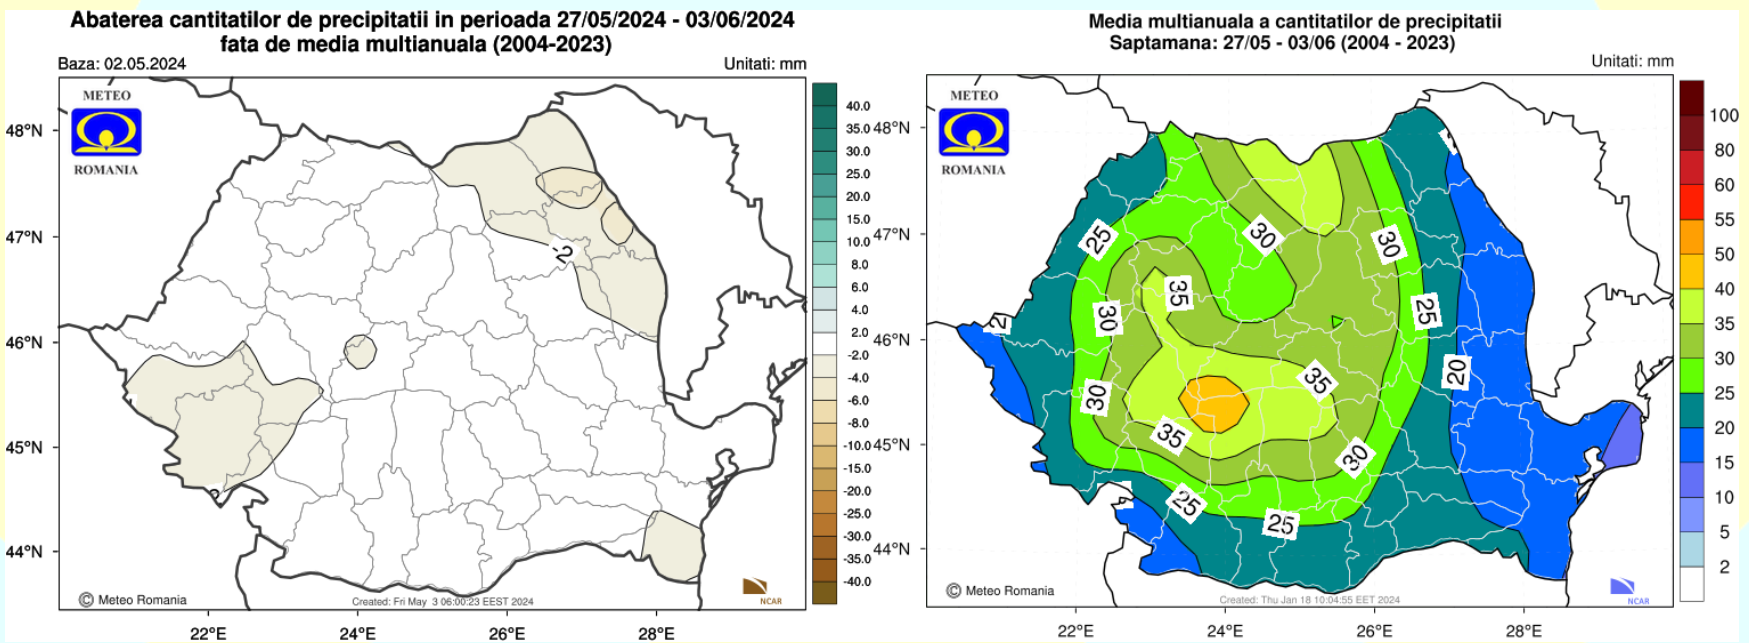 Abaterea cantitatilor de precipitatii in perioada 27/05/2024 - 03/06/2024
fata de media multianuala (2004-2023)
Baza: 02.05.2024
Unitati: mm
METEO
ROMANIA
48°N
47°N
46°N
45°N
44°N
22°E
24°E
26°E
28°E
-2
40.0
35.0
30.0
25.0
20.0
15.0
10.0
8.0
6.0
4.0
2.0
-2.0
-4.0
-6.0
-8.0
-10.0
-15.0
-20.0
-25.0
-30.0
-35.0
-40.0
© Meteo Romania
Created: Fri May 3 06:00:23 EEST 2024
NCAR
Media multianuala a cantitatilor de precipitatii
Saptamana: 27/05 - 03/06 (2004 - 2023)
Unitati: mm
METEO
ROMANIA
48°N
47°N
46°N
45°N
44°N
22°E
24°E
26°E
28°E
25
30
30
35
30
25
2
20
30
35
35
30
25
25
100
80
60
55
50
40
35
30
25
20
15
10
5
2
© Meteo Romania
Created: Thu Jan 18 10:04:55 EET 2024
NCAR